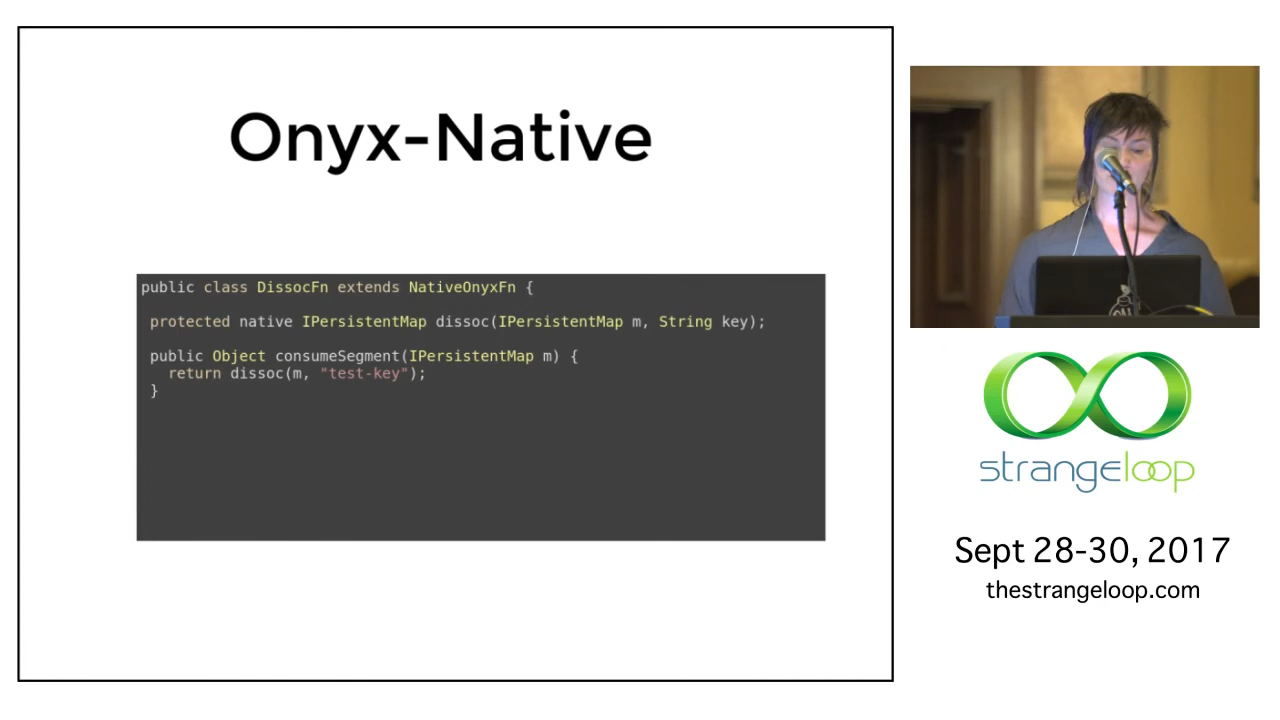 Onyx-Native
public class DissocFn extends NativeOnyxFn {
protected native IPersistentMap dissoc(IPersistentMap m, String key);
public Object consumeSegment(IPersistentMap m) {
return dissoc(m, "test-key");
}
strangeloop
Sept 28-30, 2017
thestrangeloop.com